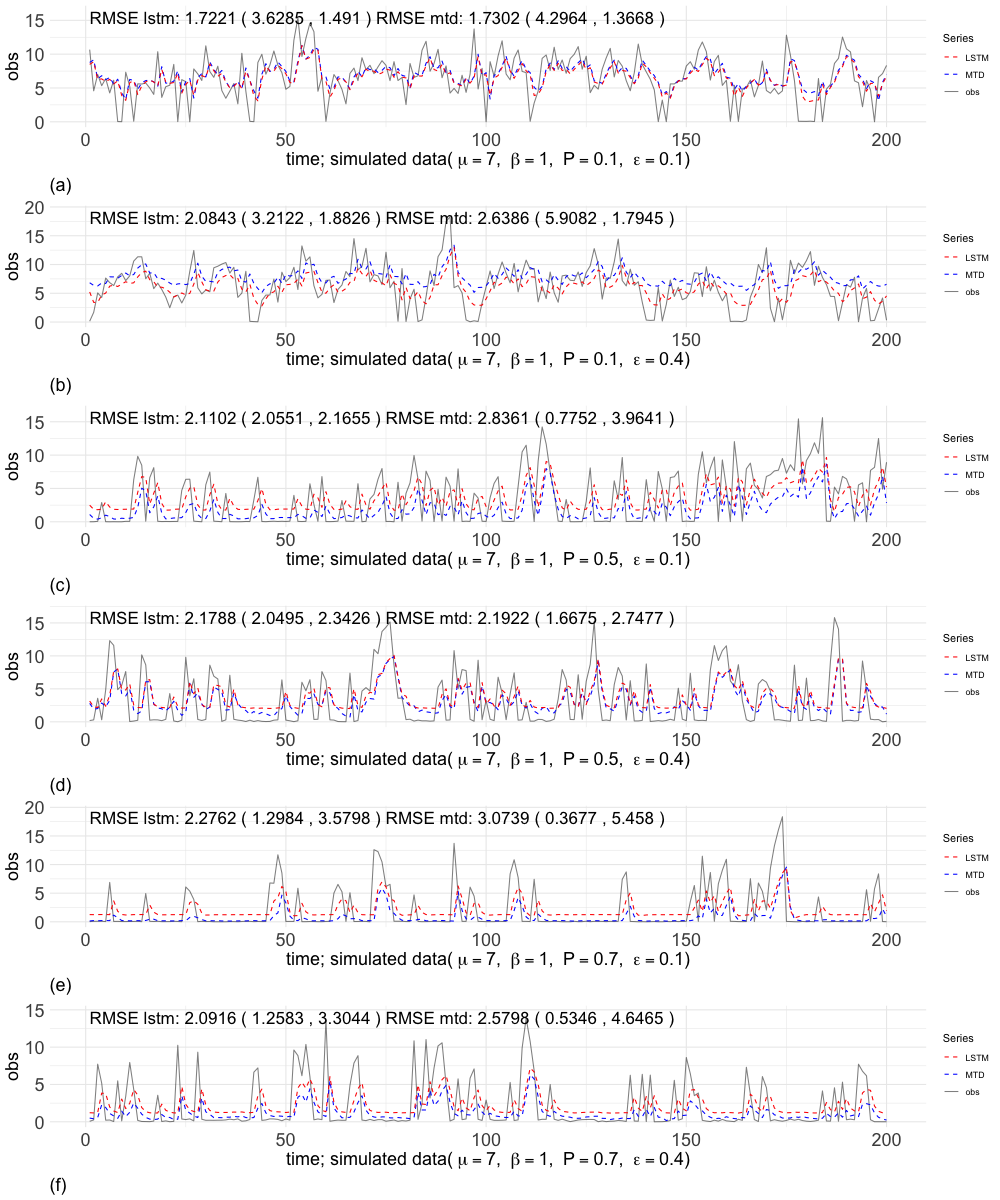 RMSE lstm: 1.7221 ( 3.6285 , 1.491 ) RMSE mtd: 1.7302 ( 4.2964 , 1.3668 )
obs
15
10
5
0
0 50 100 150 200
time; simulated data( μ = 7, β = 1, P = 0.1, ε = 0.1)
Series
LSTM
MTD
obs
(a)
RMSE lstm: 2.0843 ( 3.2122 , 1.8826 ) RMSE mtd: 2.6386 ( 5.9082 , 1.7945 )
obs
20
15
10
5
0
0 50 100 150 200
time; simulated data( μ = 7, β = 1, P = 0.1, ε = 0.4)
Series
LSTM
MTD
obs
(b)
RMSE lstm: 2.1102 ( 2.0551 , 2.1655 ) RMSE mtd: 2.8361 ( 0.7752 , 3.9641 )
obs
15
10
5
0
0 50 100 150 200
time; simulated data( μ = 7, β = 1, P = 0.5, ε = 0.1)
Series
LSTM
MTD
obs
(c)
RMSE lstm: 2.1788 ( 2.0495 , 2.3426 ) RMSE mtd: 2.1922 ( 1.6675 , 2.7477 )
obs
15
10
5
0
0 50 100 150 200
time; simulated data( μ = 7, β = 1, P = 0.5, ε = 0.4)
Series
LSTM
MTD
obs
(d)
RMSE lstm: 2.2762 ( 1.2984 , 3.5798 ) RMSE mtd: 3.0739 ( 0.3677 , 5.458 )
obs
20
15
10
5
0
0 50 100 150 200
time; simulated data( μ = 7, β = 1, P = 0.7, ε = 0.1)
Series
LSTM
MTD
obs
(e)
RMSE lstm: 2.0916 ( 1.2583 , 3.3044 ) RMSE mtd: 2.5798 ( 0.5346 , 4.6465 )
obs
15
10
5
0
0 50 100 150 200
time; simulated data( μ = 7, β = 1, P = 0.7, ε = 0.4)
Series
LSTM
MTD
obs
(f)